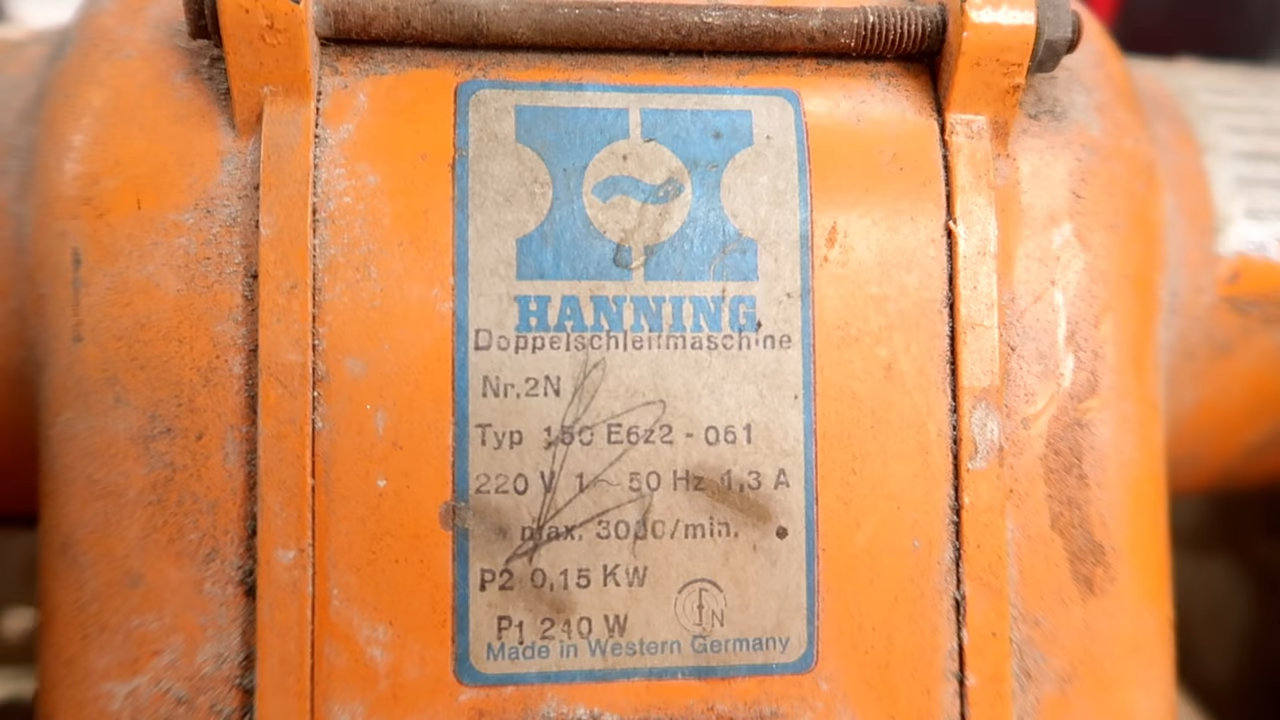 HANNING
Doppelschleifmaschine
Nr.2N
Typ 150 E6z2 - 061
220 V 1 ~ 50 Hz 1,3 A
max. 3000/min.
P2 0,15 KW
P1 240 W
Made in Western Germany